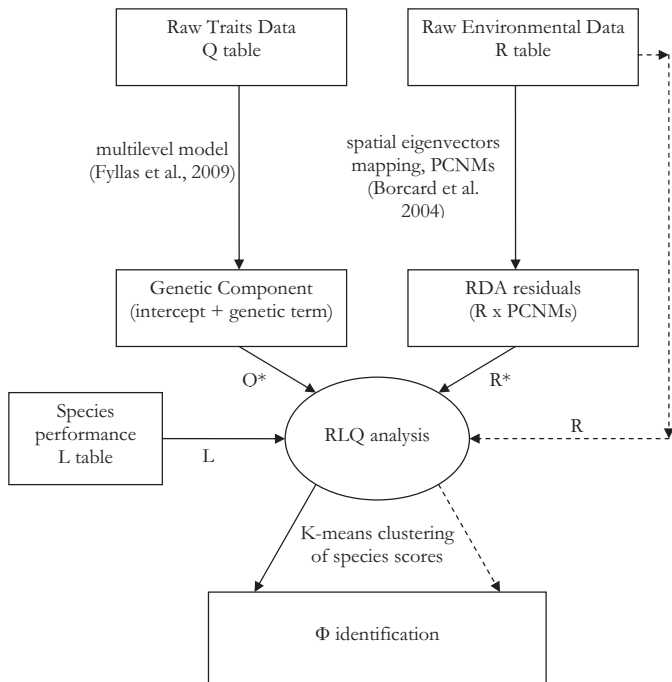 Raw Traits Data
Q table
Raw Environmental Data
R table
multilevel model
(Fyllas et al., 2009)
spatial eigenvectors
mapping, PCNMs
(Borcard et al.
2004)
Genetic Component
(intercept + genetic term)
RDA residuals
(R x PCNMs)
O*
R*
Species
performance
L table
L
RLQ analysis
R
K-means clustering
of species scores
Φ identification